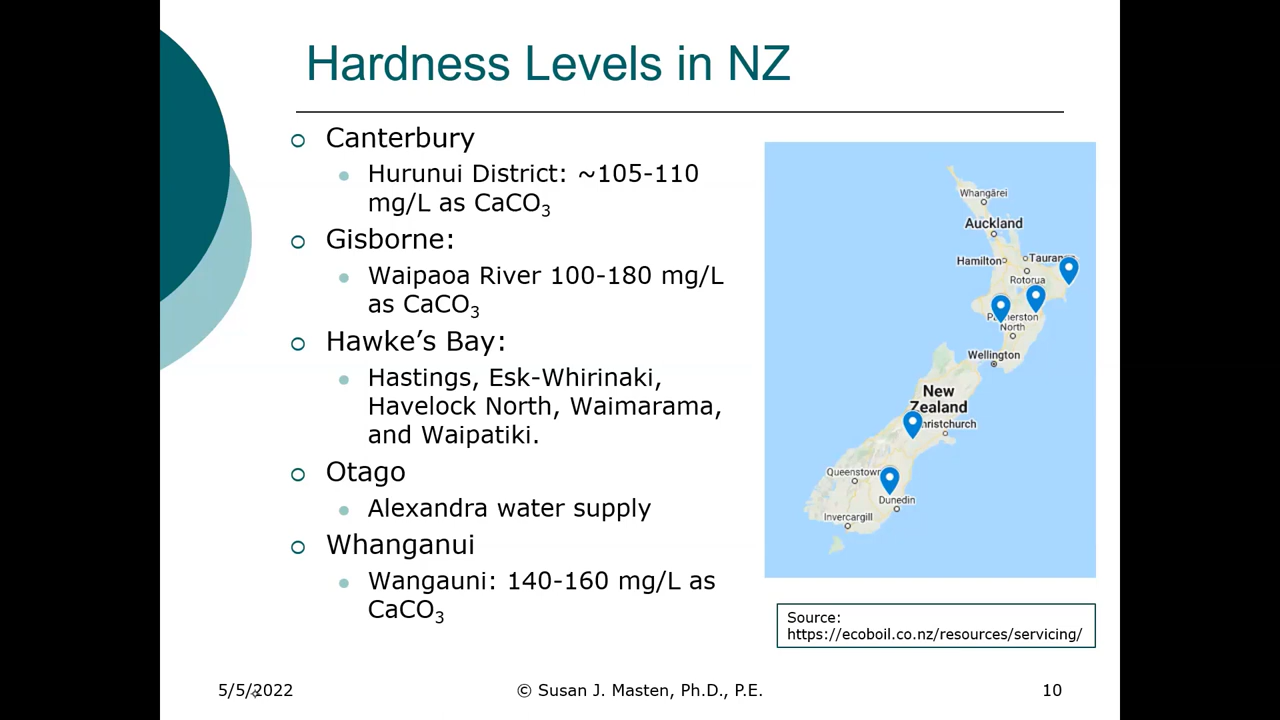 Hardness Levels in NZ
Canterbury
Hurunui District: ~105-110
mg/L as CaCO3
Gisborne:
Waipaoa River 100-180 mg/L
as CaCO3
Hawke's Bay:
Hastings, Esk-Whirinaki,
Havelock North, Waimarama,
and Waipatiki.
Otago
Alexandra water supply
Whanganui
Wangauni: 140-160 mg/L as
CaCO3
Whangārei
Auckland
Hamilton
Rotorua
North
Wellington
New
Zealand
Queenstown
Dunedin
Invercargill
Source:
https://ecoboil.co.nz/resources/servicing/
5/5/2022
© Susan J. Masten, Ph.D., P.E.
10